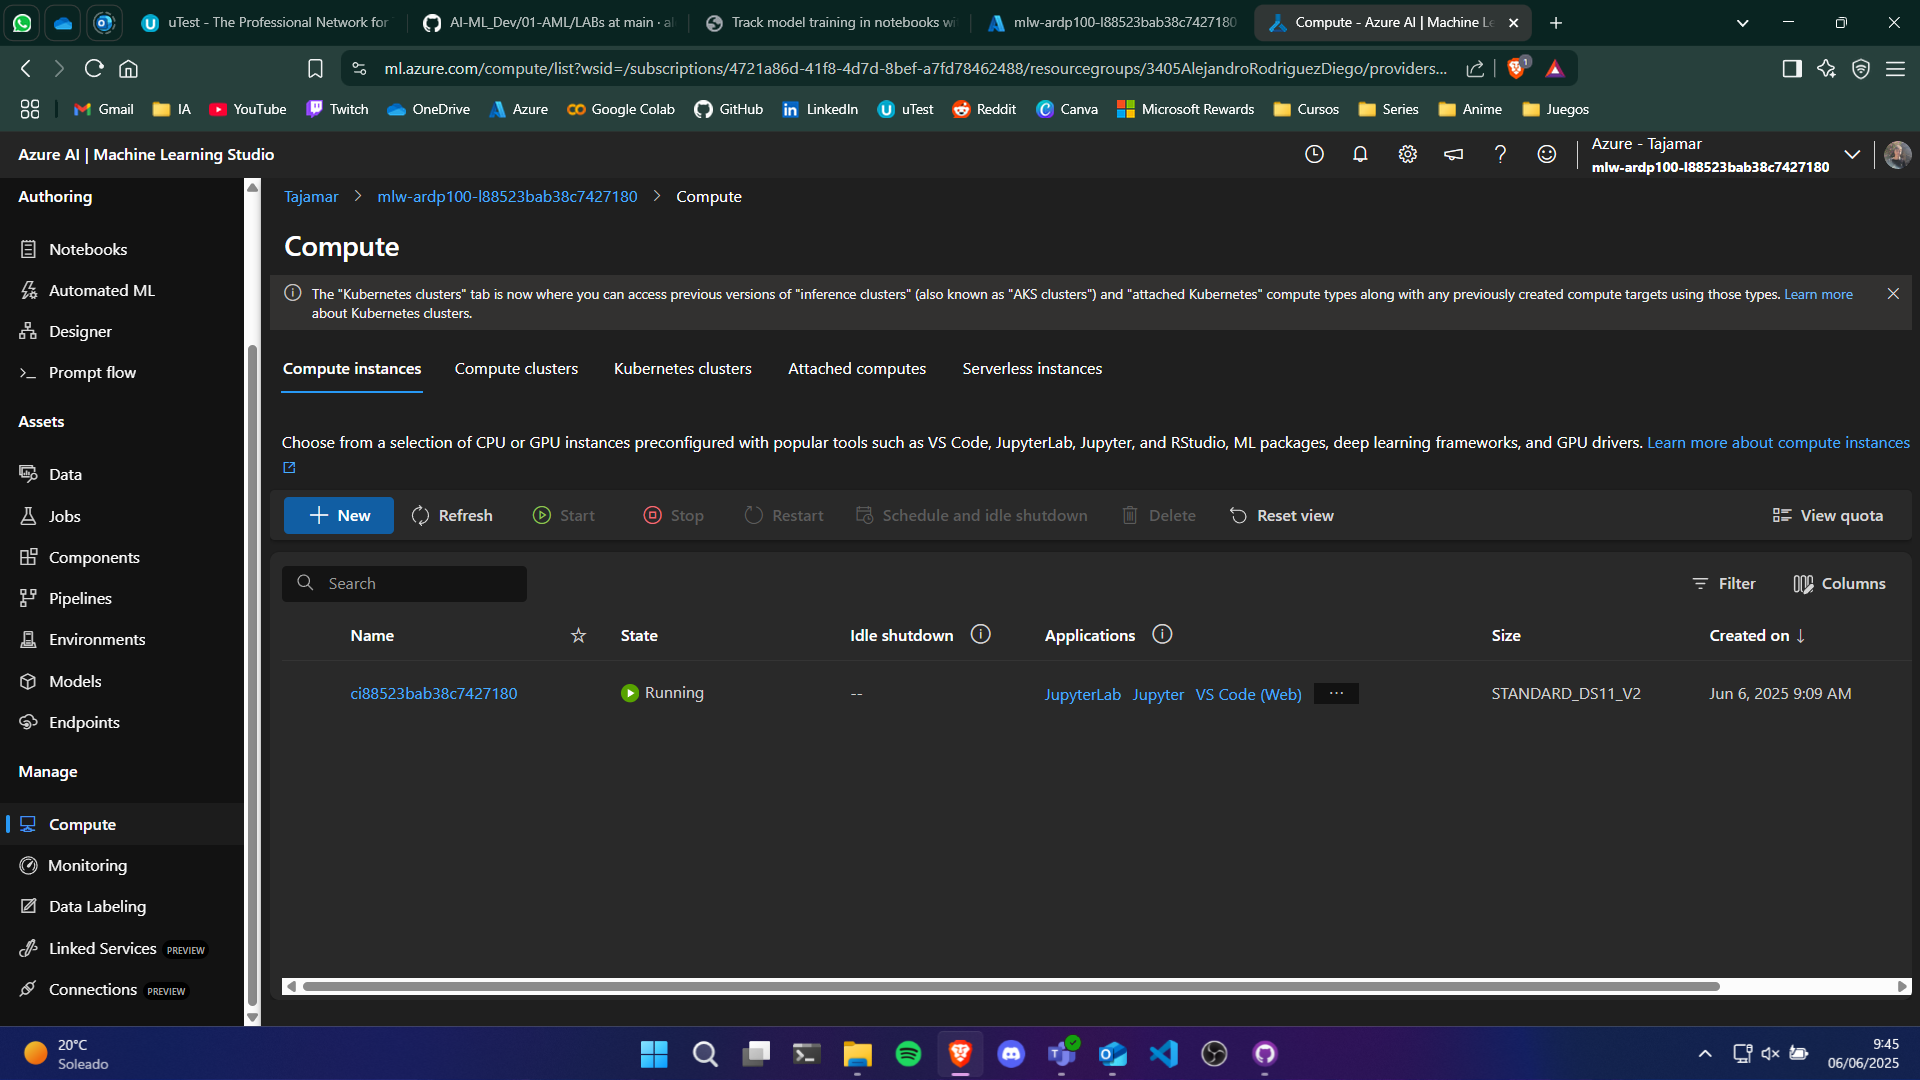 uTest - The Professional Network for
AI-ML_Dev/01-AML/LABs at main · al
Track model training in notebooks wi
mlw-ardp100-l88523bab38c7427180
Compute - Azure AI | Machine Le
ml.azure.com/compute/list?wsid=/subscriptions/4721a86d-41f8-4d7d-8bef-a7fd78462488/resourcegroups/3405AlejandroRodriguezDiego/providers...
1
Gmail
IA
YouTube
Twitch
OneDrive
Azure
Google Colab
GitHub
LinkedIn
uTest
Reddit
Canva
Microsoft Rewards
Cursos
Series
Anime
Juegos
Azure AI | Machine Learning Studio
Azure - Tajamar
mlw-ardp100-l88523bab38c7427180
Authoring
Notebooks
Automated ML
Designer
Prompt flow
Assets
Data
Jobs
Components
Pipelines
Environments
Models
Endpoints
Manage
Compute
Monitoring
Data Labeling
Linked Services PREVIEW
Connections PREVIEW
Tajamar > mlw-ardp100-l88523bab38c7427180 > Compute
Compute
The "Kubernetes clusters" tab is now where you can access previous versions of "inference clusters" (also known as "AKS clusters") and "attached Kubernetes" compute types along with any previously created compute targets using those types. Learn more
about Kubernetes clusters.
Compute instances
Compute clusters
Kubernetes clusters
Attached computes
Serverless instances
Choose from a selection of CPU or GPU instances preconfigured with popular tools such as VS Code, JupyterLab, Jupyter, and RStudio, ML packages, deep learning frameworks, and GPU drivers. Learn more about compute instances
New
Refresh
Start
Stop
Restart
Schedule and idle shutdown
Delete
Reset view
View quota
Search
Filter
Columns
Name
State
Idle shutdown
Applications
Size
Created on ↓
ci88523bab38c7427180
Running
--
JupyterLab
Jupyter
VS Code (Web)
...
STANDARD_DS11_V2
Jun 6, 2025 9:09 AM
20°C
Soleado
9:45
06/06/2025